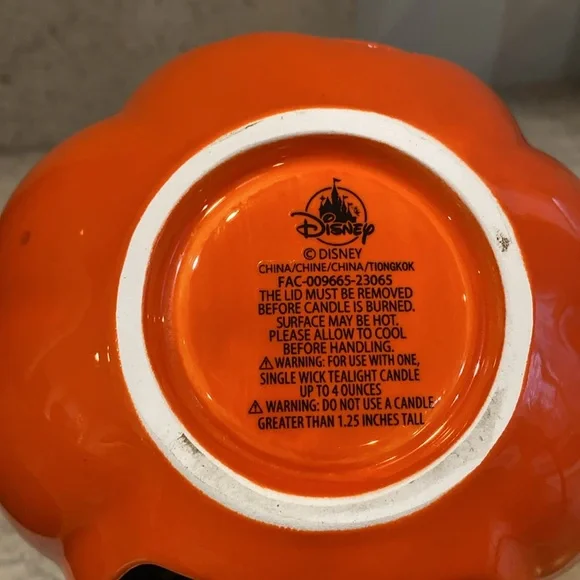 Disney
© DISNEY
CHINA/CHINE/CHINA/TIONGKOK
FAC-009665-23065
THE LID MUST BE REMOVED
BEFORE CANDLE IS BURNED.
SURFACE MAY BE HOT.
PLEASE ALLOW TO COOL
BEFORE HANDLING.
⚠ WARNING: FOR USE WITH ONE,
SINGLE WICK TEALIGHT CANDLE
UP TO 4 OUNCES
⚠ WARNING: DO NOT USE A CANDLE
GREATER THAN 1.25 INCHES TALL